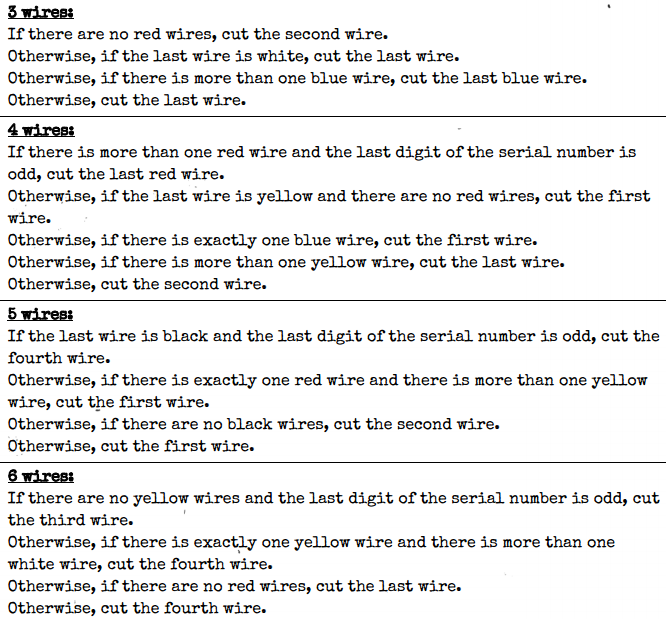 3 wires:
If there are no red wires, cut the second wire.
Otherwise, if the last wire is white, cut the last wire.
Otherwise, if there is more than one blue wire, cut the last blue wire.
Otherwise, cut the last wire.
4 wires:
If there is more than one red wire and the last digit of the serial number is
odd, cut the last red wire.
Otherwise, if the last wire is yellow and there are no red wires, cut the first
wire.
Otherwise, if there is exactly one blue wire, cut the first wire.
Otherwise, if there is more than one yellow wire, cut the last wire.
Otherwise, cut the second wire.
5 wires:
If the last wire is black and the last digit of the serial number is odd, cut the
fourth wire.
Otherwise, if there is exactly one red wire and there is more than one yellow
wire, cut the first wire.
Otherwise, if there are no black wires, cut the second wire.
Otherwise, cut the first wire.
6 wires:
If there are no yellow wires and the last digit of the serial number is odd, cut
the third wire.
Otherwise, if there is exactly one yellow wire and there is more than one
white wire, cut the fourth wire.
Otherwise, if there are no red wires, cut the last wire.
Otherwise, cut the fourth wire.